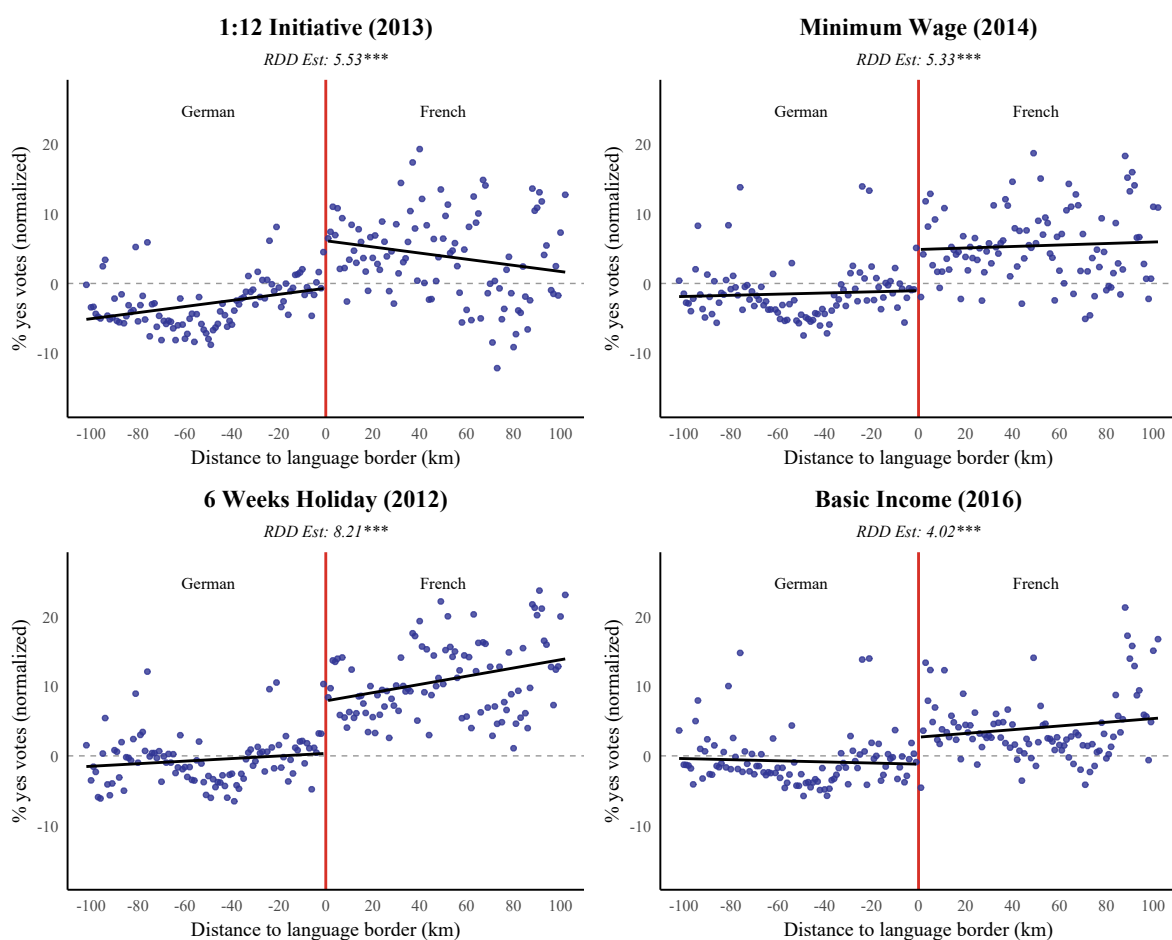 1:12 Initiative (2013)
RDD Est: 5.53***
German
French
20
10
0
-10
% yes votes (normalized)
-100 -80 -60 -40 -20 0 20 40 60 80 100
Distance to language border (km)
Minimum Wage (2014)
RDD Est: 5.33***
German
French
20
10
0
-10
% yes votes (normalized)
-100 -80 -60 -40 -20 0 20 40 60 80 100
Distance to language border (km)
6 Weeks Holiday (2012)
RDD Est: 8.21***
German
French
20
10
0
-10
% yes votes (normalized)
-100 -80 -60 -40 -20 0 20 40 60 80 100
Distance to language border (km)
Basic Income (2016)
RDD Est: 4.02***
German
French
20
10
0
-10
% yes votes (normalized)
-100 -80 -60 -40 -20 0 20 40 60 80 100
Distance to language border (km)